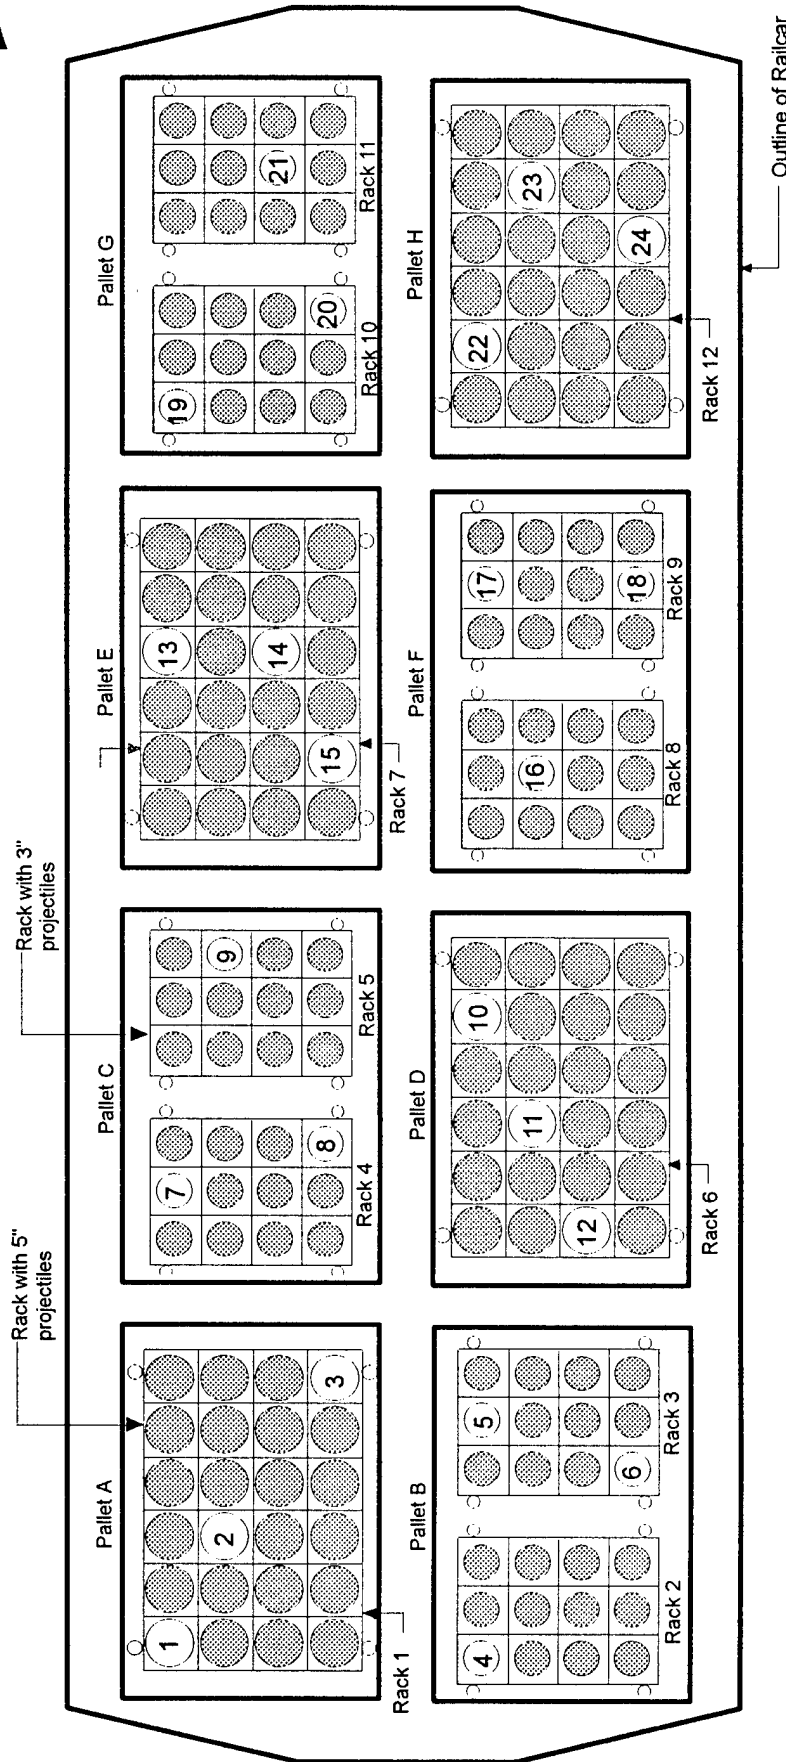 Rack with 5"
projectiles
Rack with 3"
projectiles
Pallet A
1
2
3
Rack 1
Pallet C
7
8
Rack 4
9
Rack 5
Pallet E
13
14
15
Rack 7
Pallet G
19
20
Rack 10
21
Rack 11
Pallet B
4
Rack 2
5
6
Rack 3
Pallet D
10
11
12
Rack 6
Pallet F
16
Rack 8
17
18
Rack 9
Pallet H
22
23
24
Rack 12
Outline of Railcar